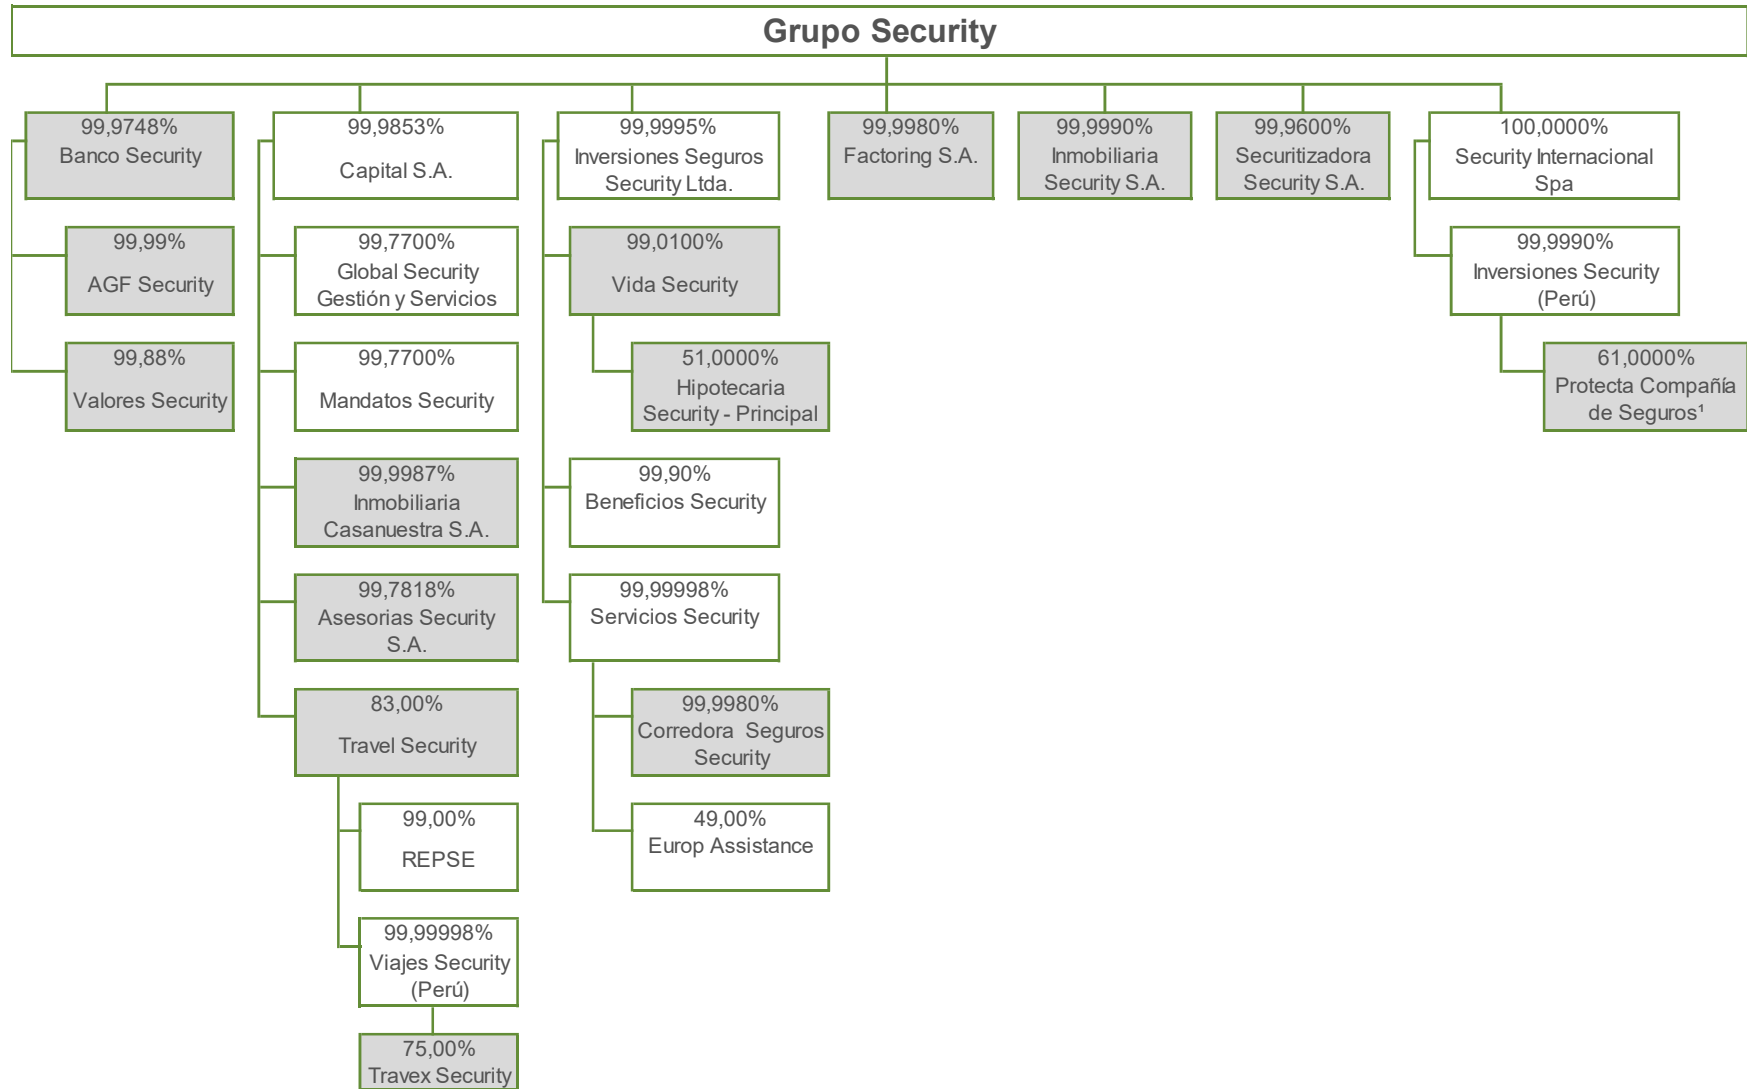 Grupo Security
99,9748%
Banco Security
99,99%
AGF Security
99,88%
Valores Security
99,9853%
Capital S.A.
99,7700%
Global Security
Gestión y Servicios
99,7700%
Mandatos Security
99,9987%
Inmobiliaria
Casanuestra S.A.
99,7818%
Asesorias Security
S.A.
83,00%
Travel Security
99,00%
REPSE
99,99998%
Viajes Security
(Perú)
75,00%
Travex Security
99,9995%
Inversiones Seguros
Security Ltda.
99,0100%
Vida Security
51,0000%
Hipotecaria
Security - Principal
99,90%
Beneficios Security
99,99998%
Servicios Security
99,9980%
Corredora Seguros
Security
49,00%
Europ Assistance
99,9980%
Factoring S.A.
99,9990%
Inmobiliaria
Security S.A.
99,9600%
Securitizadora
Security S.A.
100,0000%
Security Internacional
Spa
99,9990%
Inversiones Security
(Perú)
61,0000%
Protecta Compañía
de Seguros¹